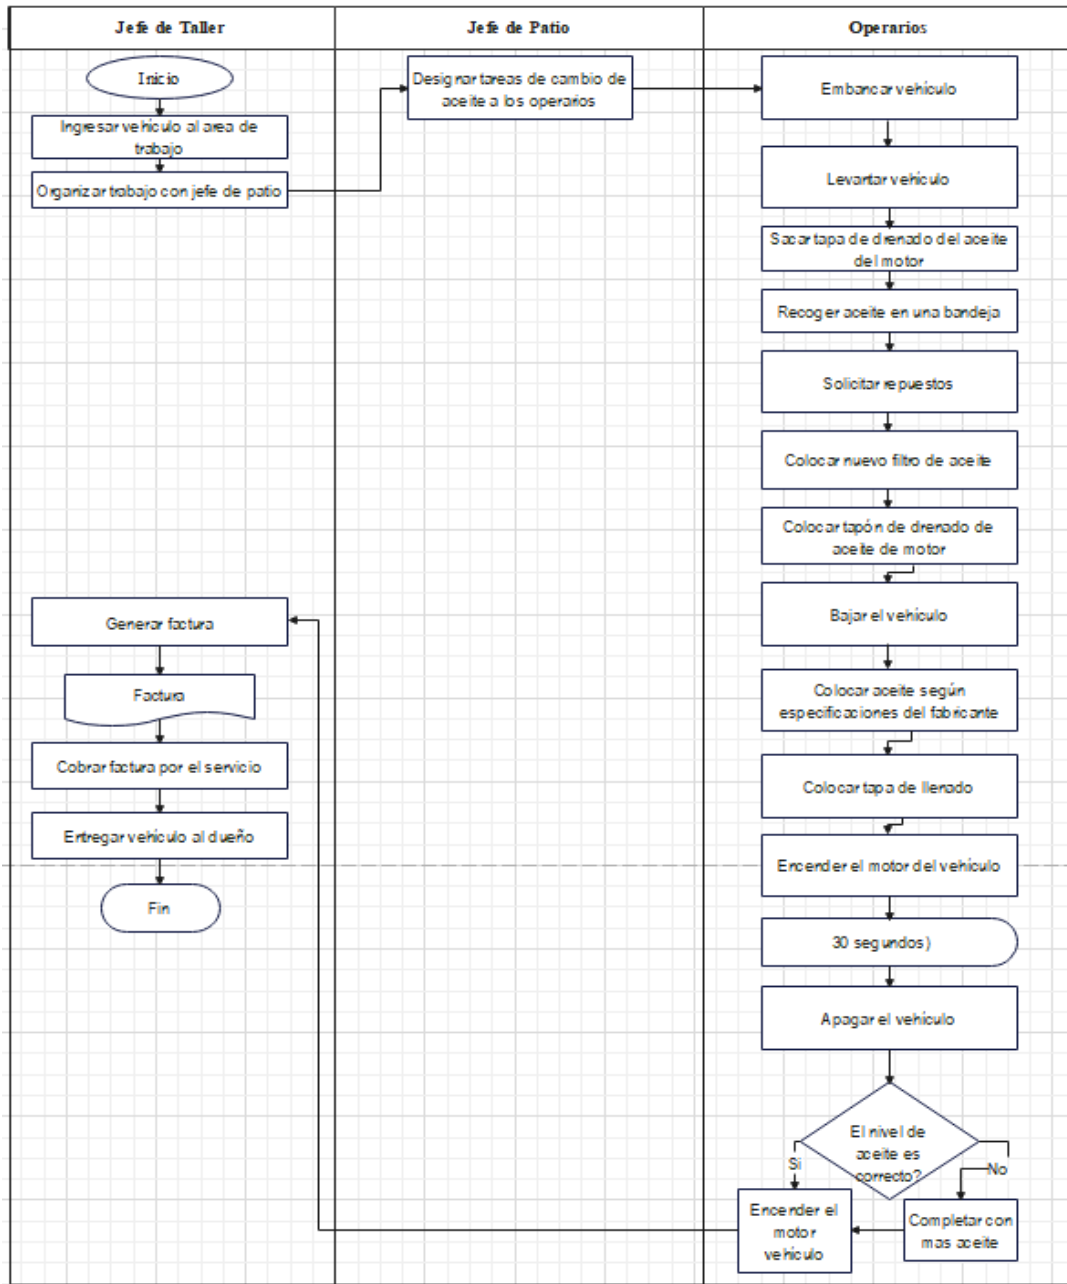 Jefe de Taller
Jefe de Patio
Operarios
Inicio
Ingresar vehículo al area de
trabajo
Organizar trabajo con jefe de patio
Designar tareas de cambio de
aceite a los operarios
Embancar vehículo
Levantar vehículo
Sacar tapa de drenado del aceite
del motor
Recoger aceite en una bandeja
Solicitar repuestos
Colocar nuevo filtro de aceite
Colocar tapón de drenado de
aceite de motor
Bajar el vehículo
Colocar aceite según
especificaciones del fabricante
Colocar tapa de llenado
Encender el motor del vehículo
30 segundos)
Apagar el vehículo
El nivel de
aceite es
correcto?
Si
No
Encender el
motor
vehículo
Completar con
mas aceite
Generar factura
Factura
Cobrar factura por el servicio
Entregar vehículo al dueño
Fin